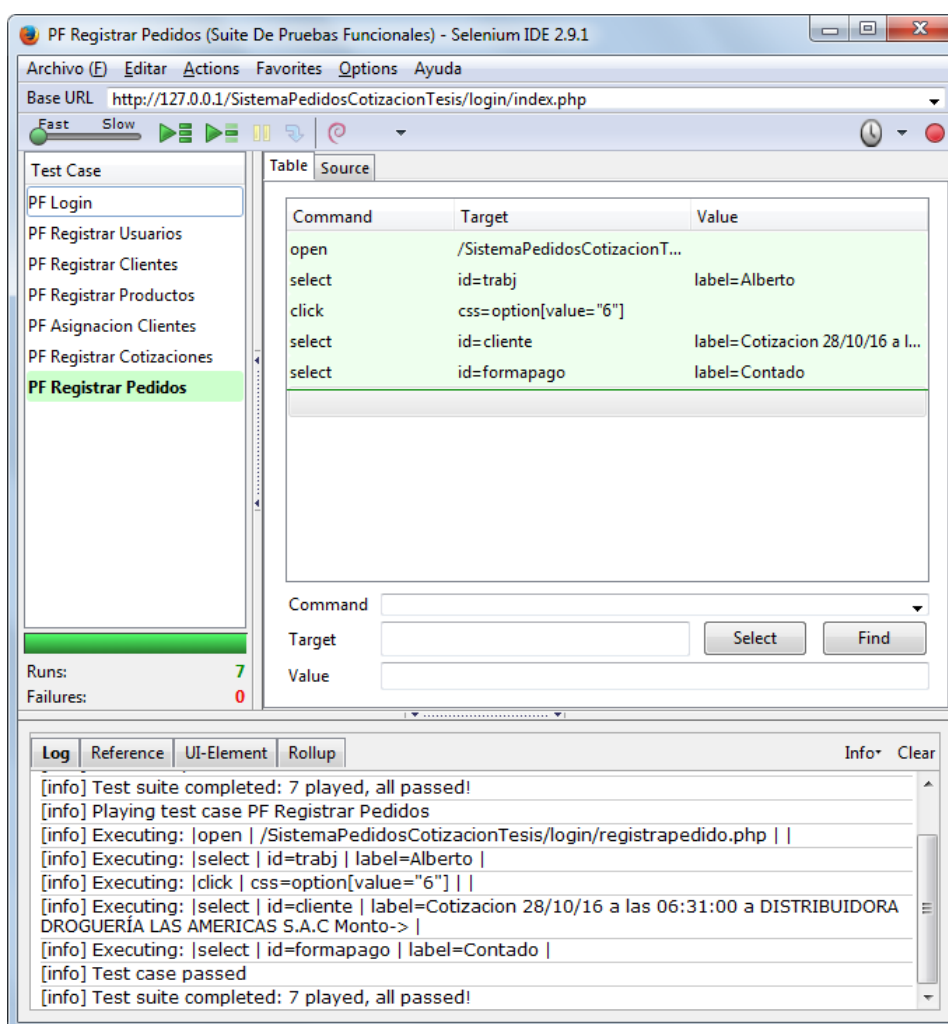 PF Registrar Pedidos (Suite De Pruebas Funcionales) - Selenium IDE 2.9.1
Archivo (F) Editar Actions Favorites Options Ayuda
Base URL http://127.0.0.1/SistemaPedidosCotizacionTesis/login/index.php
Fast Slow
Test Case
PF Login
PF Registrar Usuarios
PF Registrar Clientes
PF Registrar Productos
PF Asignacion Clientes
PF Registrar Cotizaciones
PF Registrar Pedidos
Runs: 7
Failures: 0
Table Source
Command Target Value
open /SistemaPedidosCotizacionT...
select id=trabj label=Alberto
click css=option[value="6"]
select id=cliente label=Cotizacion 28/10/16 a l...
select id=formapago label=Contado
Command
Target Select Find
Value
Log Reference UI-Element Rollup Info Clear
[info] Test suite completed: 7 played, all passed!
[info] Playing test case PF Registrar Pedidos
[info] Executing: |open | /SistemaPedidosCotizacionTesis/login/registrapedido.php | |
[info] Executing: |select | id=trabj | label=Alberto |
[info] Executing: |click | css=option[value="6"] | |
[info] Executing: |select | id=cliente | label=Cotizacion 28/10/16 a las 06:31:00 a DISTRIBUIDORA
DROGUERÍA LAS AMERICAS S.A.C Monto-> |
[info] Executing: |select | id=formapago | label=Contado |
[info] Test case passed
[info] Test suite completed: 7 played, all passed!